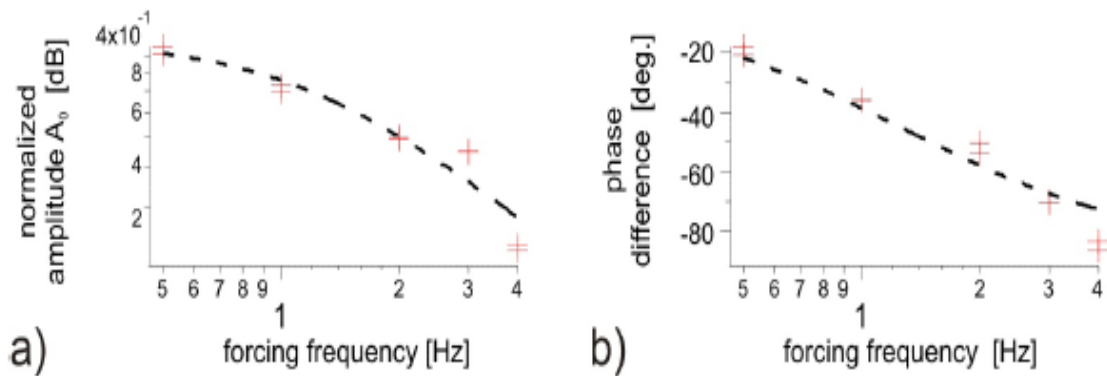 4x10⁻¹
8
6
4
2
normalized
amplitude A₀ [dB]
5 6 7 8 9 1 2 3 4
forcing frequency [Hz]
a)
-20
-40
-60
-80
phase
difference [deg.]
5 6 7 8 9 1 2 3 4
forcing frequency [Hz]
b)